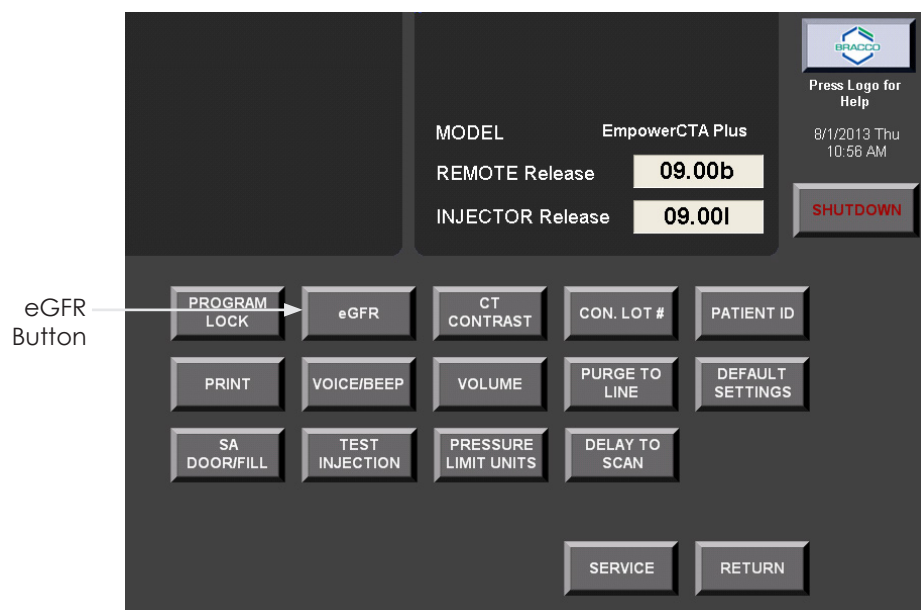 BRACCO
Press Logo for
Help
MODEL EmpowerCTA Plus
8/1/2013 Thu
10:56 AM
REMOTE Release 09.00b
INJECTOR Release 09.00l
SHUTDOWN
eGFR
Button
PROGRAM
LOCK
eGFR
CT
CONTRAST
CON. LOT #
PATIENT ID
PRINT
VOICE/BEEP
VOLUME
PURGE TO
LINE
DEFAULT
SETTINGS
SA
DOOR/FILL
TEST
INJECTION
PRESSURE
LIMIT UNITS
DELAY TO
SCAN
SERVICE
RETURN